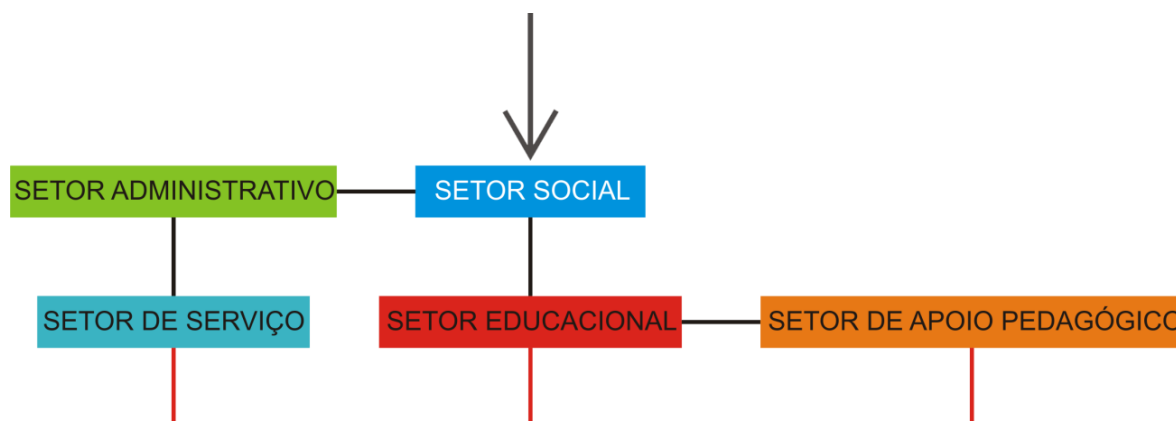 SETOR ADMINISTRATIVO
SETOR SOCIAL
SETOR DE SERVIÇO
SETOR EDUCACIONAL
SETOR DE APOIO PEDAGÓGICO